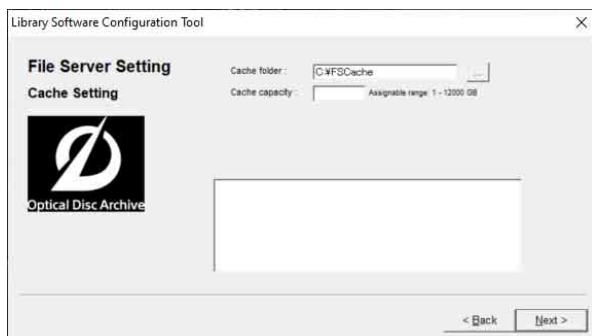 Library Software Configuration Tool
File Server Setting
Cache Setting
Cache folder :
C:¥FSCache
...
Cache capacity :
Assignable range: 1 - 12000 GB
Optical Disc Archive
< Back
Next >